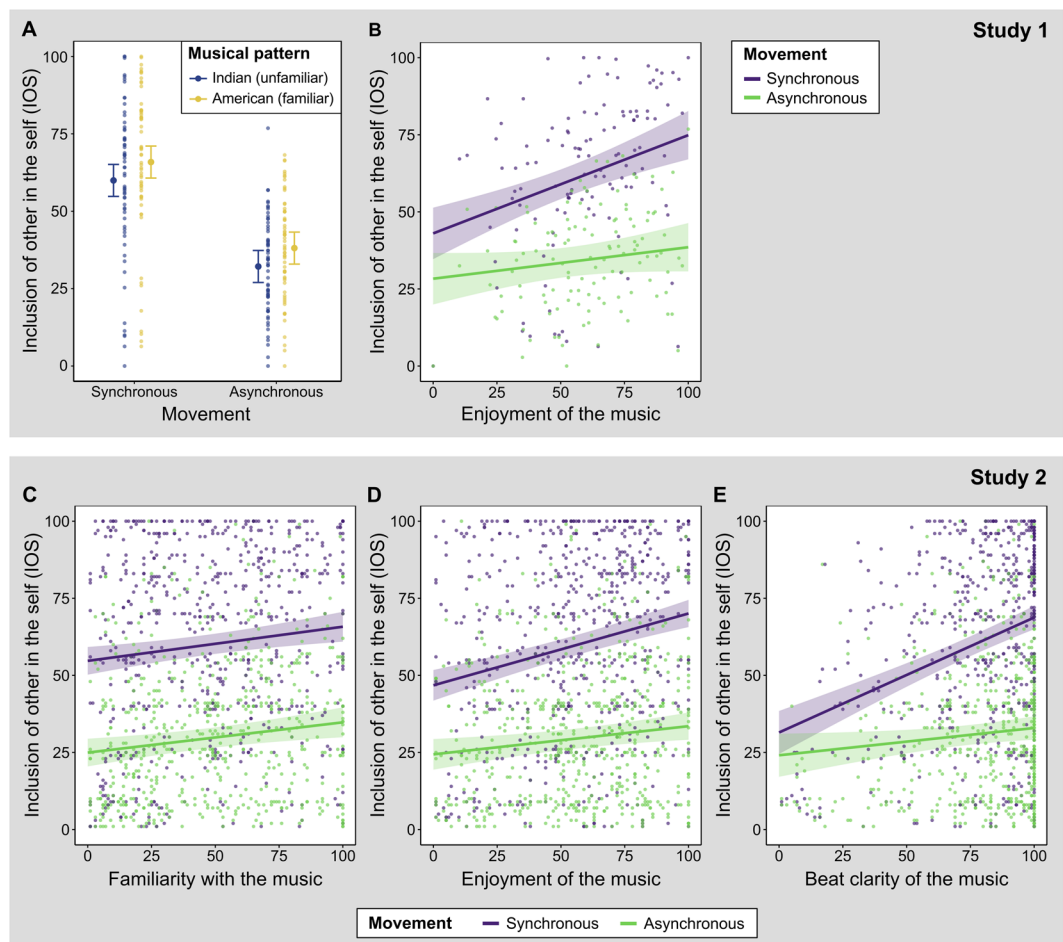 Study 1
A
Inclusion of other in the self (IOS)
100
75
50
25
0
Musical pattern
Indian (unfamiliar)
American (familiar)
Synchronous
Asynchronous
Movement
B
Inclusion of other in the self (IOS)
100
75
50
25
0
0
25
50
75
100
Enjoyment of the music
Movement
Synchronous
Asynchronous
Study 2
C
Inclusion of other in the self (IOS)
100
75
50
25
0
0
25
50
75
100
Familiarity with the music
D
Inclusion of other in the self (IOS)
100
75
50
25
0
0
25
50
75
100
Enjoyment of the music
E
Inclusion of other in the self (IOS)
100
75
50
25
0
0
25
50
75
100
Beat clarity of the music
Movement
Synchronous
Asynchronous